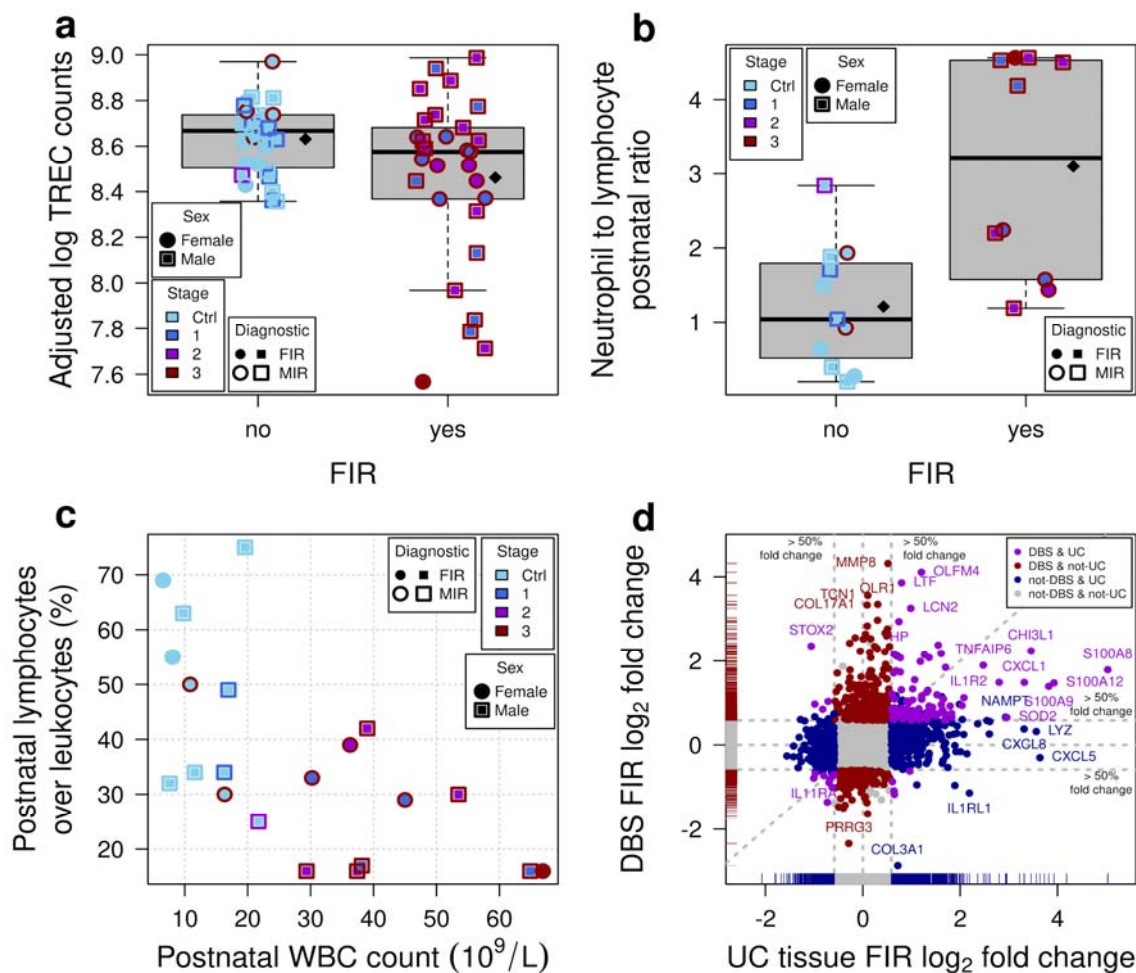 a
Adjusted log TREC counts
9.0
8.8
8.6
8.4
8.2
8.0
7.8
7.6
Sex
Female
Male
Stage
Ctrl
1
2
3
Diagnostic
FIR
MIR
no
yes
FIR
b
Neutrophil to lymphocyte
postnatal ratio
4
3
2
1
Stage
Ctrl
1
2
3
Sex
Female
Male
Diagnostic
FIR
MIR
no
yes
FIR
c
Postnatal lymphocytes
over leukocytes (%)
70
60
50
40
30
20
Diagnostic
FIR
MIR
Stage
Ctrl
1
2
3
Sex
Female
Male
10
20
30
40
50
60
Postnatal WBC count (10⁹/L)
d
DBS FIR log₂ fold change
4
2
0
-2
> 50%
fold change
> 50%
fold change
DBS & UC
DBS & not-UC
not-DBS & UC
not-DBS & not-UC
MMP8
OLFM4
LTF
TCN1
OLR1
COL17A1
LCN2
STOX2
HP
CHI3L1
TNFAIP6
S100A8
CXCL1
IL1R2
S100A12
NAMPT
S100A9
> 50%
fold change
SOD2
LYZ
CXCL8
CXCL5
> 50%
fold change
IL11RA
IL1RL1
PRRG3
COL3A1
-2
0
2
4
UC tissue FIR log₂ fold change